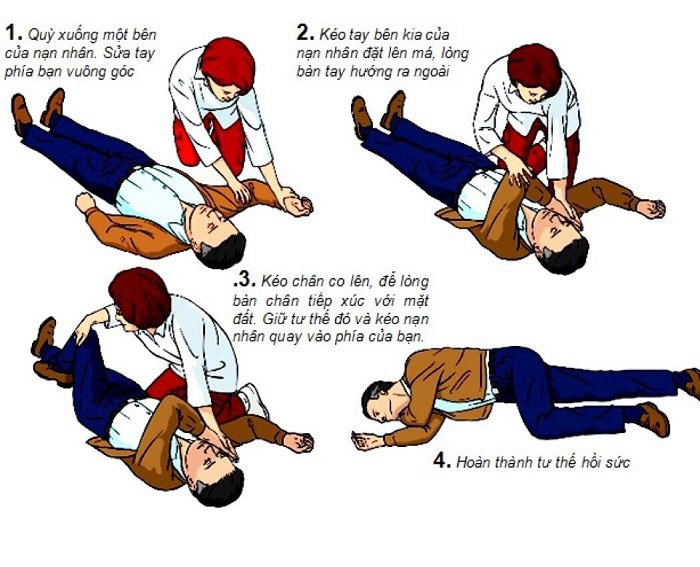 1. Quỳ xuống một bên
của nạn nhân. Sửa tay
phía bạn vuông góc
2. Kéo tay bên kia của
nạn nhân đặt lên má, lòng
bàn tay hướng ra ngoài
.3. Kéo chân co lên, để lòng
bàn chân tiếp xúc với mặt
đất. Giữ tư thế đó và kéo nạn
nhân quay vào phía của bạn.
4. Hoàn thành tư thế hồi sức